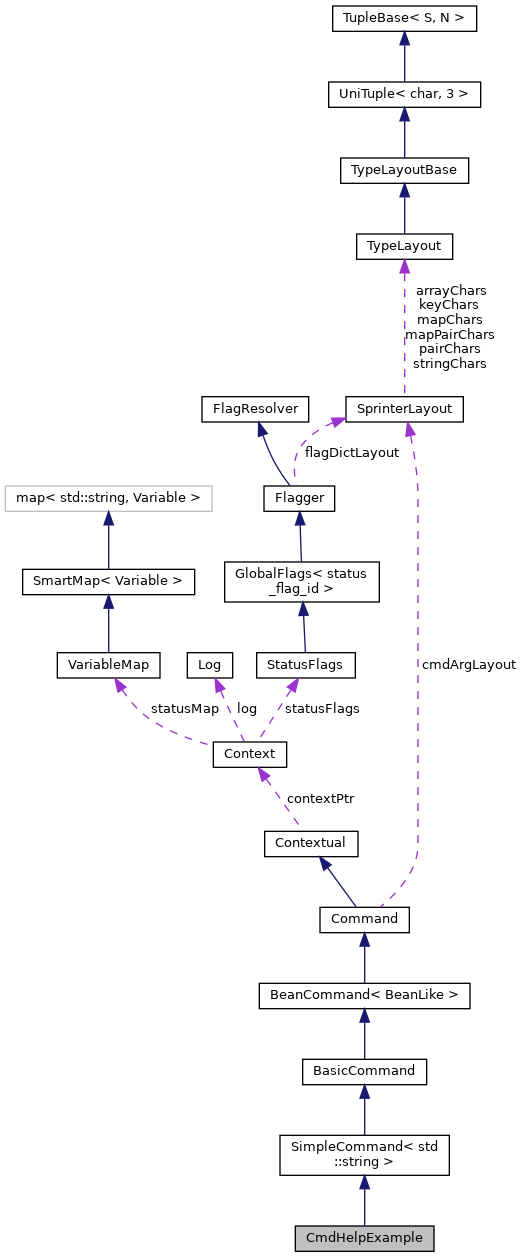 TupleBase< S, N >
UniTuple< char, 3 >
TypeLayoutBase
TypeLayout
arrayChars
keyChars
mapChars
mapPairChars
pairChars
stringChars
FlagResolver
SprinterLayout
flagDictLayout
map< std::string, Variable >
Flagger
SmartMap< Variable >
GlobalFlags< status
_flag_id >
VariableMap
Log
StatusFlags
cmdArgLayout
statusMap
log
statusFlags
Context
contextPtr
Contextual
Command
BeanCommand< BeanLike >
BasicCommand
SimpleCommand< std
::string >
CmdHelpExample